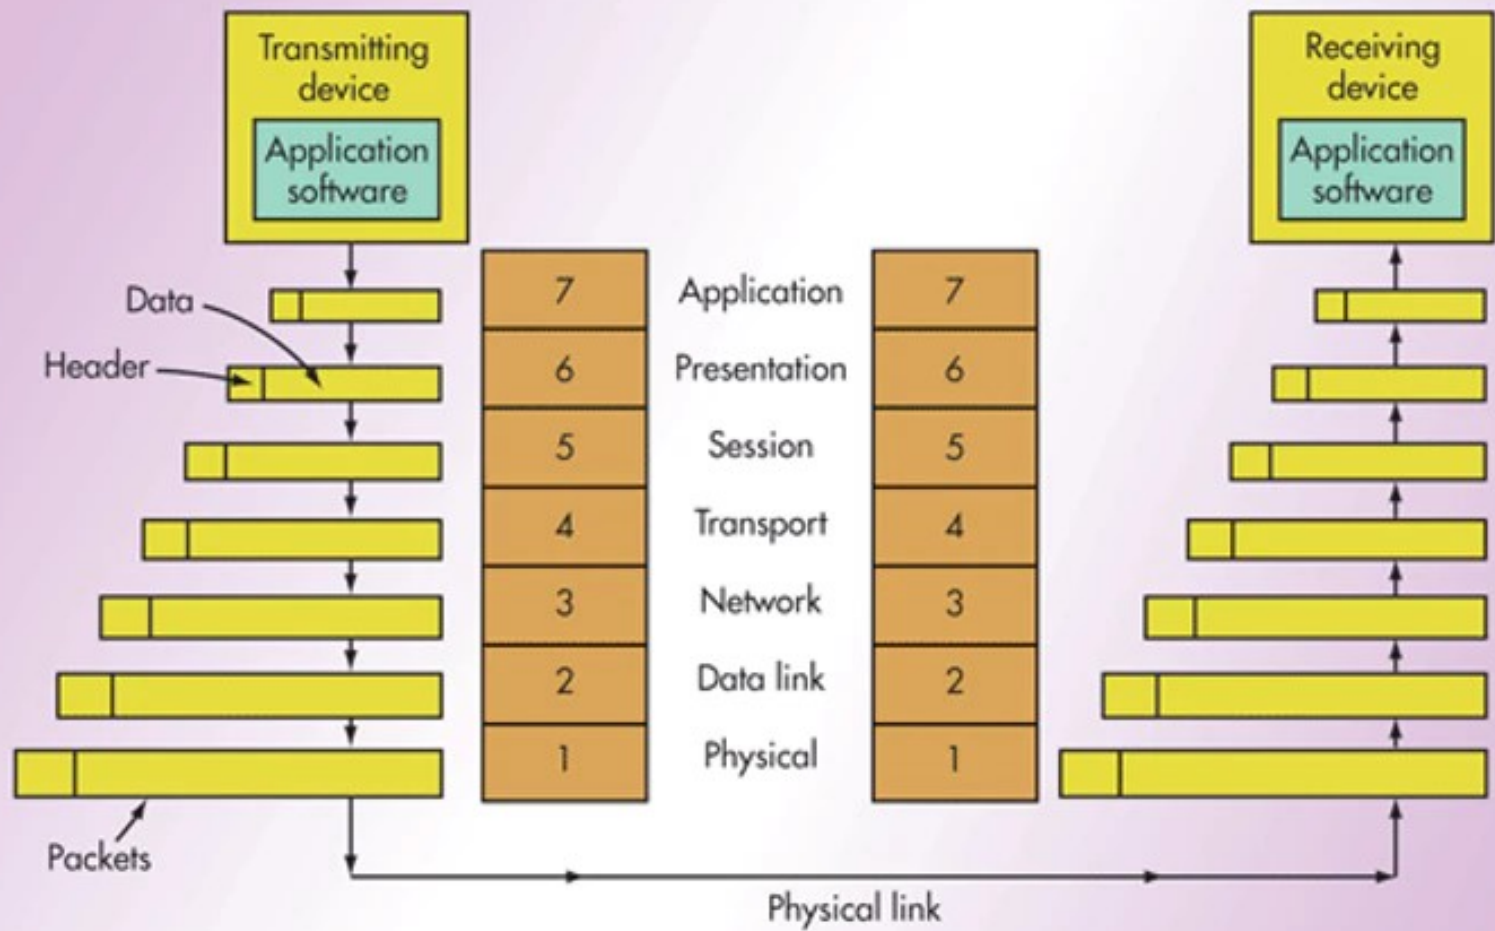 Transmitting
device
Application
software
Receiving
device
Application
software
Data
Header
7
Application
7
6
Presentation
6
5
Session
5
4
Transport
4
3
Network
3
2
Data link
2
1
Physical
1
Packets
Physical link